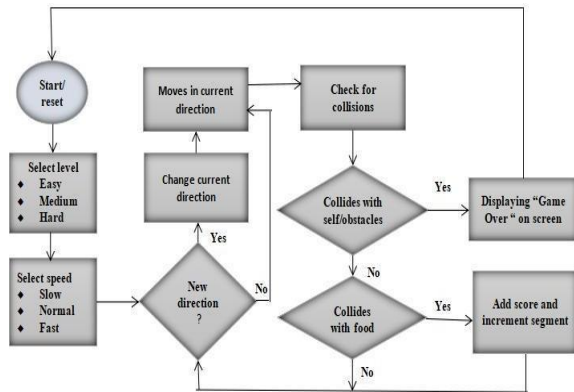 Start/
reset
Select level
♦ Easy
♦ Medium
♦ Hard
Select speed
♦ Slow
♦ Normal
♦ Fast
New
direction
?
Yes
No
Change current
direction
Moves in current
direction
Check for
collisions
Collides with
self/obstacles
Yes
Displaying “Game
Over “ on screen
No
Collides
with food
Yes
Add score and
increment segment
No